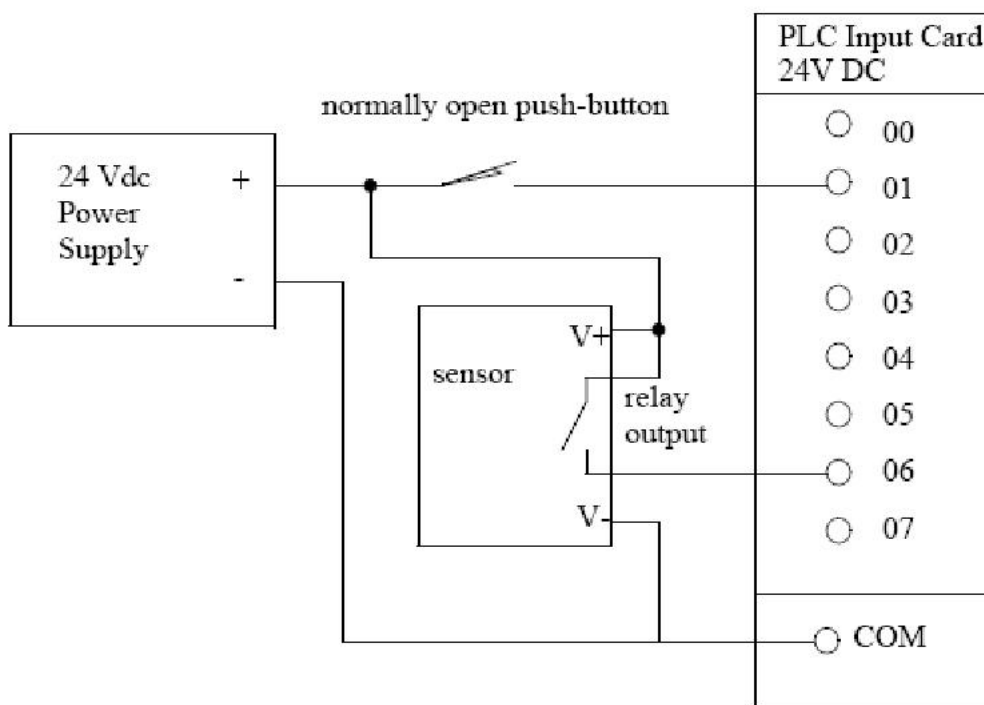 PLC Input Card
24V DC
normally open push-button
24 Vdc
Power
Supply
+
-
00
01
02
03
04
05
06
07
COM
sensor
V+
V-
relay
output